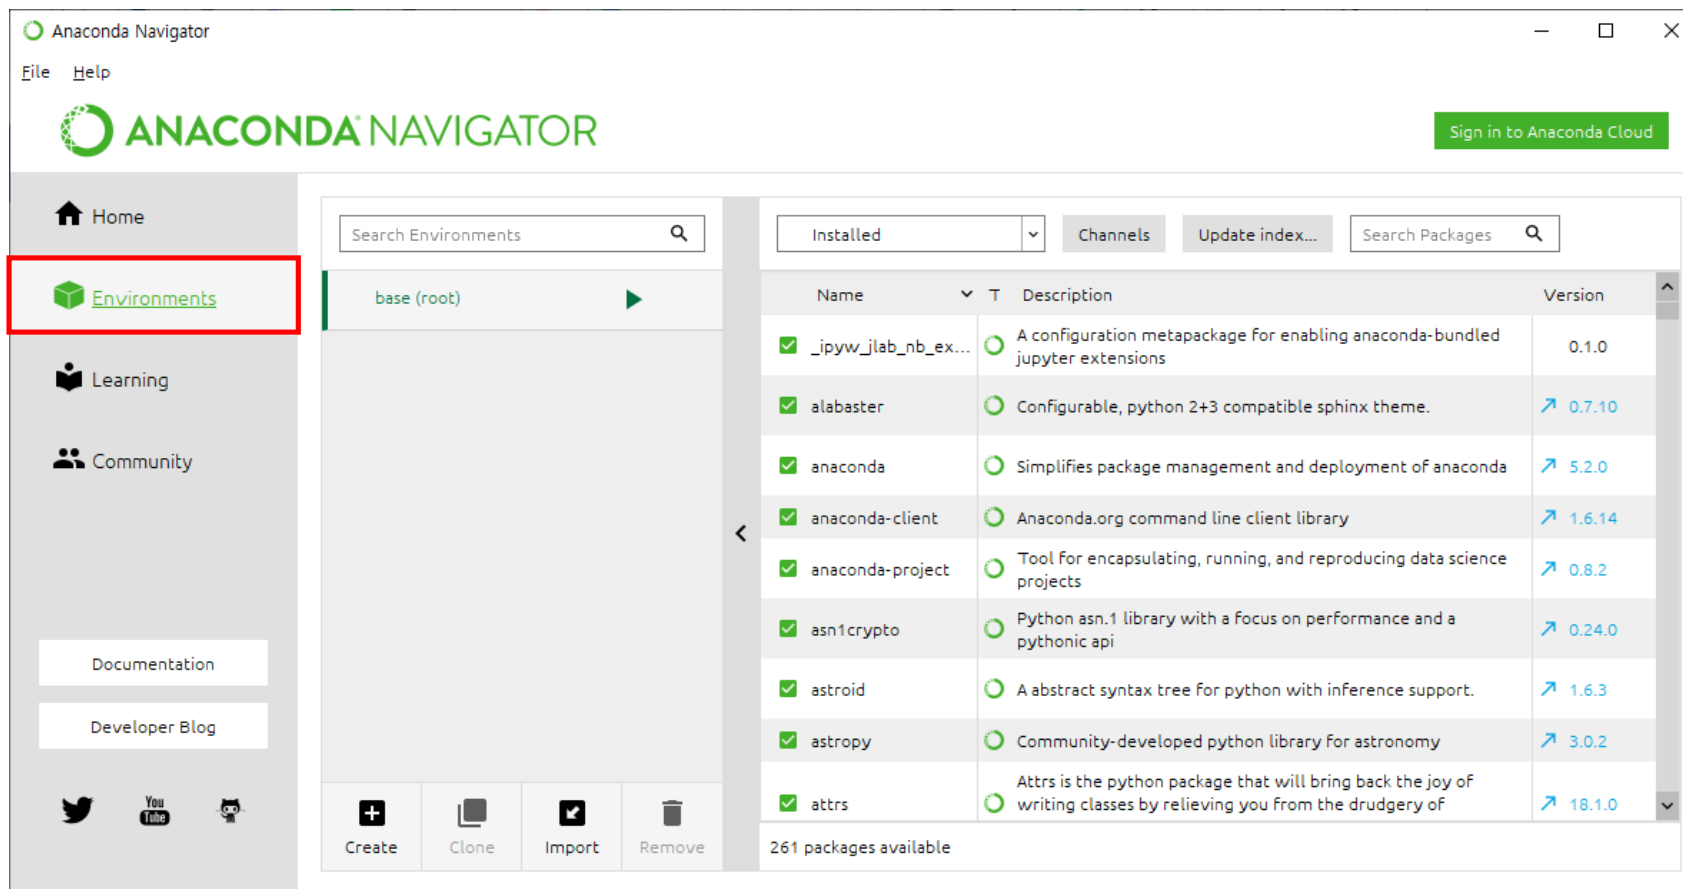 Anaconda Navigator
File Help
ANACONDA NAVIGATOR
Sign in to Anaconda Cloud
Home
Environments
Learning
Community
Documentation
Developer Blog
You
Tube
Search Environments
base (root)
Create Clone Import Remove
Installed Channels Update index... Search Packages
Name T Description Version
_ipyw_jlab_nb_ex... A configuration metapackage for enabling anaconda-bundled
jupyter extensions 0.1.0
alabaster Configurable, python 2+3 compatible sphinx theme. 0.7.10
anaconda Simplifies package management and deployment of anaconda 5.2.0
anaconda-client Anaconda.org command line client library 1.6.14
anaconda-project Tool for encapsulating, running, and reproducing data science
projects 0.8.2
asn1crypto Python asn.1 library with a focus on performance and a
pythonic api 0.24.0
astroid A abstract syntax tree for python with inference support. 1.6.3
astropy Community-developed python library for astronomy 3.0.2
attrs Attrs is the python package that will bring back the joy of
writing classes by relieving you from the drudgery of 18.1.0
261 packages available